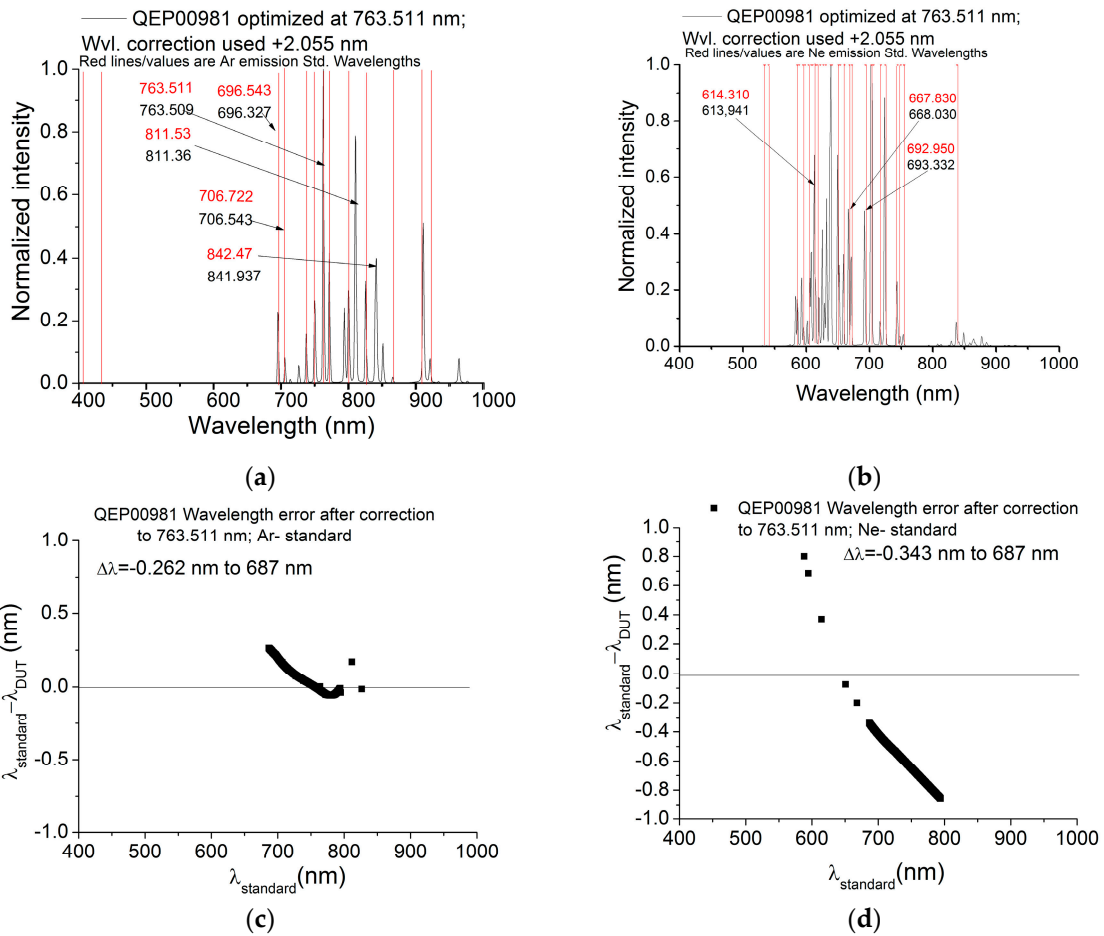 QEP00981 optimized at 763.511 nm;
Wvl. correction used +2.055 nm
Red lines/values are Ar emission Std. Wavelengths
1.0
0.8
0.6
0.4
0.2
0.0
Normalized intensity
763.511
763.509
696.543
696.327
811.53
811.36
706.722
706.543
842.47
841.937
400 500 600 700 800 900 1000
Wavelength (nm)
(a)
QEP00981 optimized at 763.511 nm;
Wvl. correction used +2.055 nm
Red lines/values are Ne emission Std. Wavelengths
1.0
0.8
0.6
0.4
0.2
0.0
Normalized intensity
614.310
613,941
667.830
668.030
692.950
693.332
400 500 600 700 800 900 1000
Wavelength (nm)
(b)
QEP00981 Wavelength error after correction
to 763.511 nm; Ar- standard
Δλ=-0.262 nm to 687 nm
1.0
0.5
0.0
-0.5
-1.0
λstandard−λDUT (nm)
400 500 600 700 800 900 1000
λstandard(nm)
(c)
QEP00981 Wavelength error after correction
to 763.511 nm; Ne- standard
Δλ=-0.343 nm to 687 nm
1.0
0.8
0.6
0.4
0.2
0.0
-0.2
-0.4
-0.6
-0.8
-1.0
λstandard−λDUT (nm)
400 500 600 700 800 900 1000
λstandard(nm)
(d)